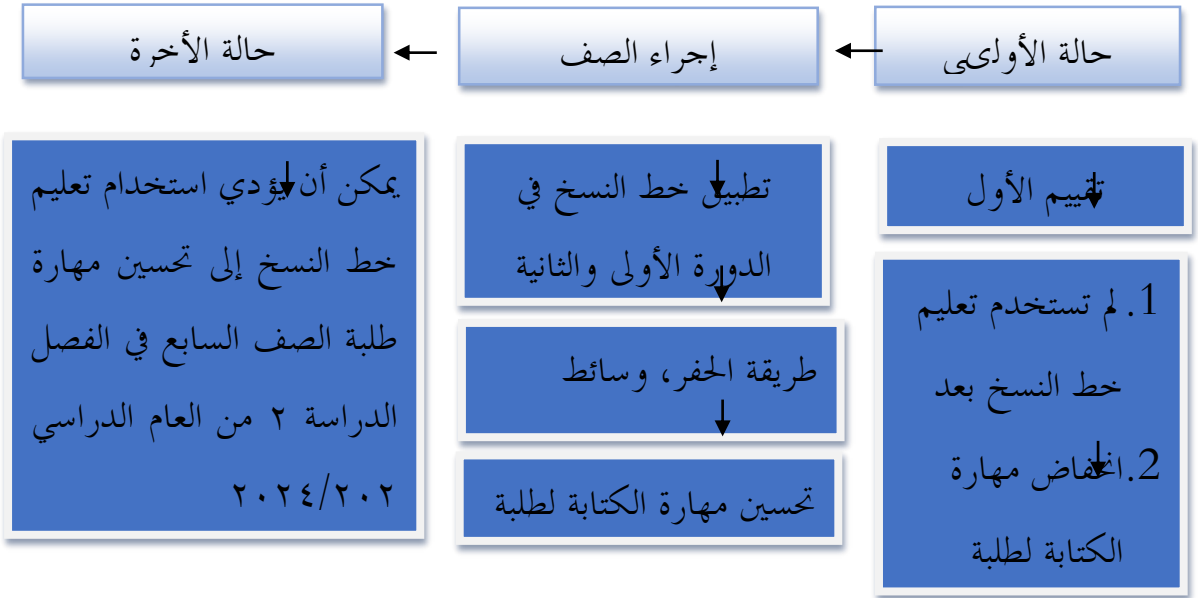 حالة الأولىى
إجراء الصف
حالة الأخرة
تقييم الأول
1. لم تستخدم تعليم
خط النسخ بعد
2. انخفاض مهارة
الكتابة لطلبة
تطبيق خط النسخ في
الدورة الأولى والثانية
طريقة الحفر، وسائط
تحسين مهارة الكتابة لطلبة
يمكن أن يؤدي استخدام تعليم
خط النسخ إلى تحسين مهارة
طلبة الصف السابع في الفصل
الدراسة ٢ من العام الدراسي
٢٠٢٤/٢٠٢